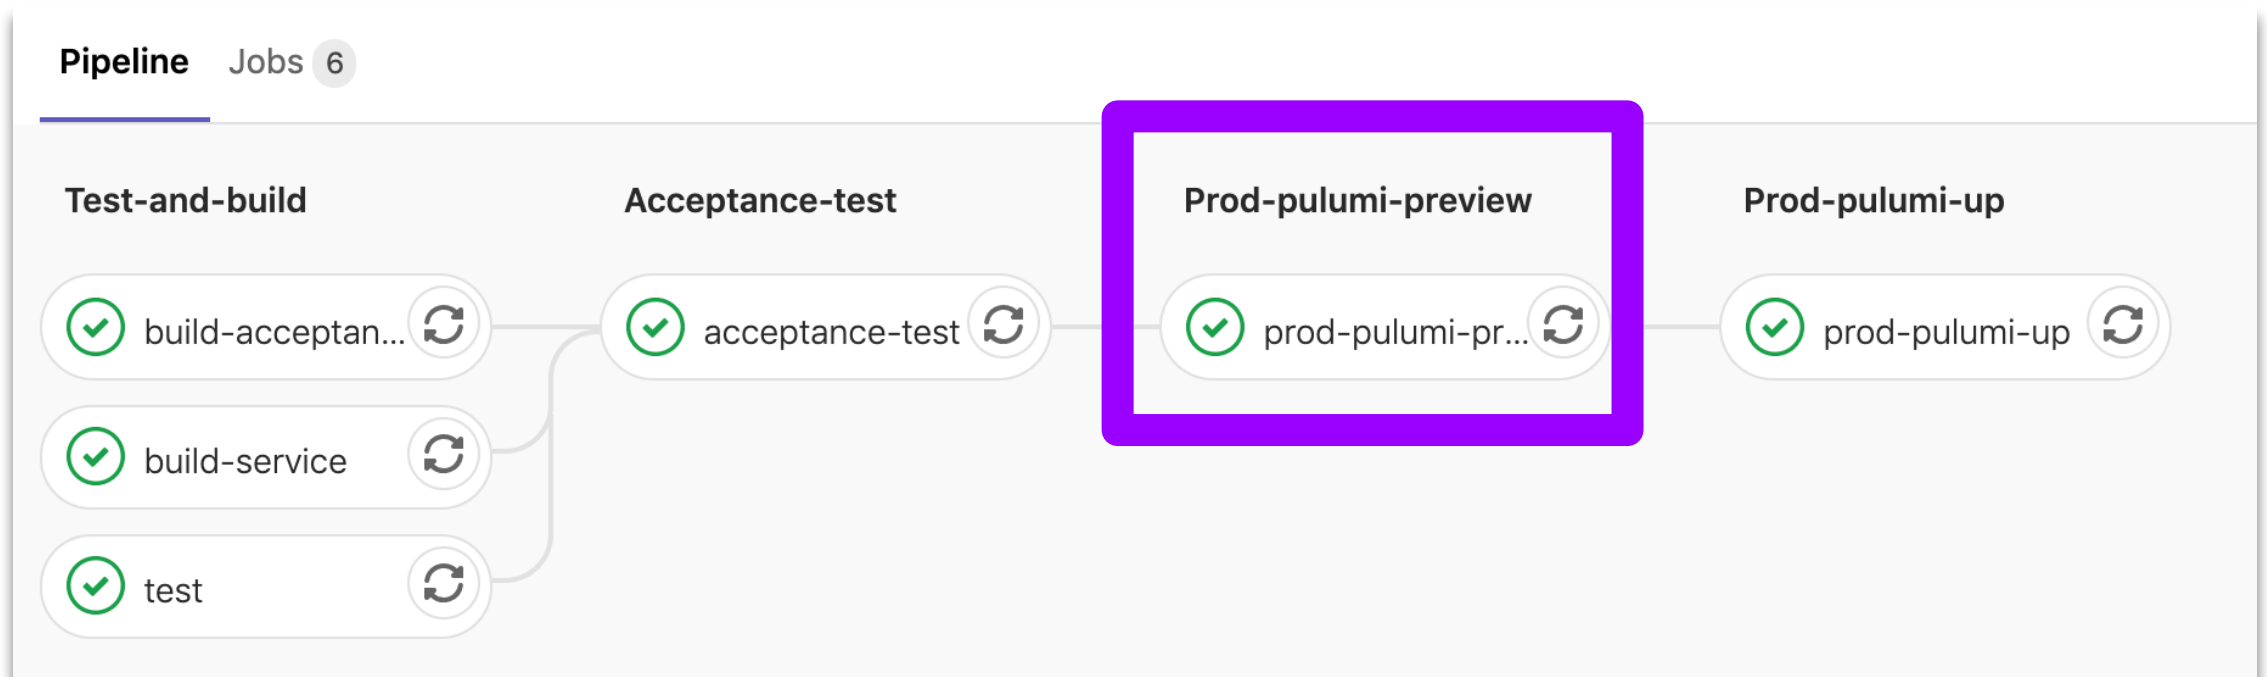 Pipeline Jobs 6
Test-and-build Acceptance-test Prod-pulumi-preview Prod-pulumi-up
build-acceptan... acceptance-test prod-pulumi-pr... prod-pulumi-up
build-service
test